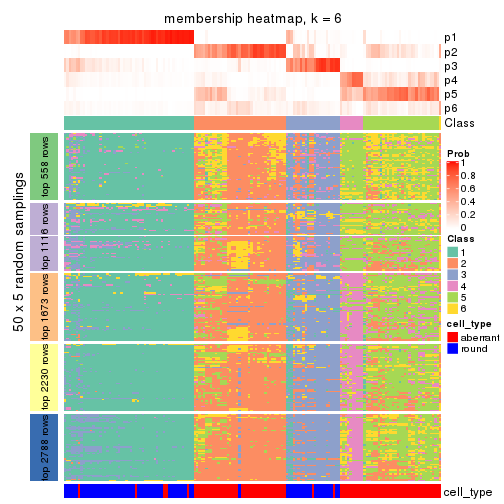 membership heatmap, k = 6
p1
p2
p3
p4
p5
p6
Class
50 x 5 random samplings
top 558 rows
top 1116 rows
top 1673 rows
top 2230 rows
top 2788 rows
Prob
1
0.8
0.6
0.4
0.2
0
Class
1
2
3
4
5
6
cell_type
aberrant
round
cell_type